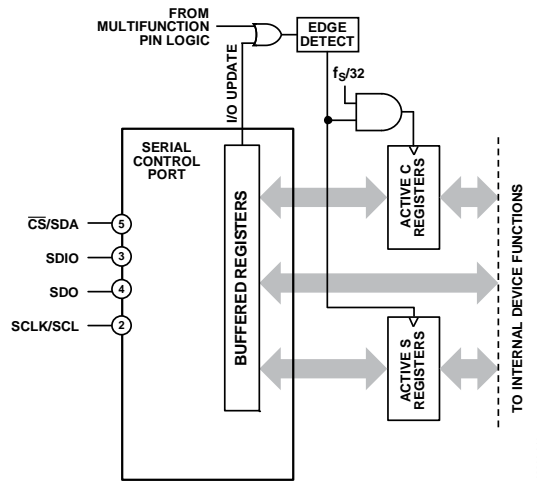 FROM
MULTIFUNCTION
PIN LOGIC
EDGE
DETECT
I/O UPDATE
fS/32
SERIAL
CONTROL
PORT
BUFFERED REGISTERS
ACTIVE C
REGISTERS
CS/SDA
5
SDIO
3
SDO
4
SCLK/SCL
2
ACTIVE S
REGISTERS
TO INTERNAL DEVICE FUNCTIONS